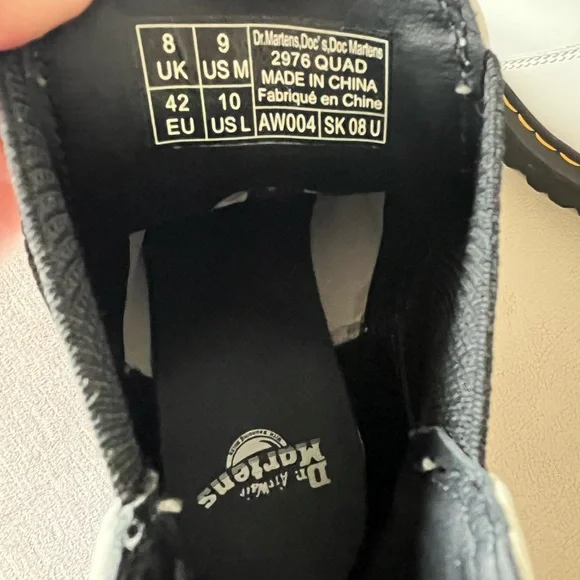 8 UK
9 US M
42 EU
10 US L
Dr.Martens,Doc's,Doc Martens
2976 QUAD
MADE IN CHINA
Fabriqué en Chine
AW004
SK 08 U
Dr. Martens
AirWair